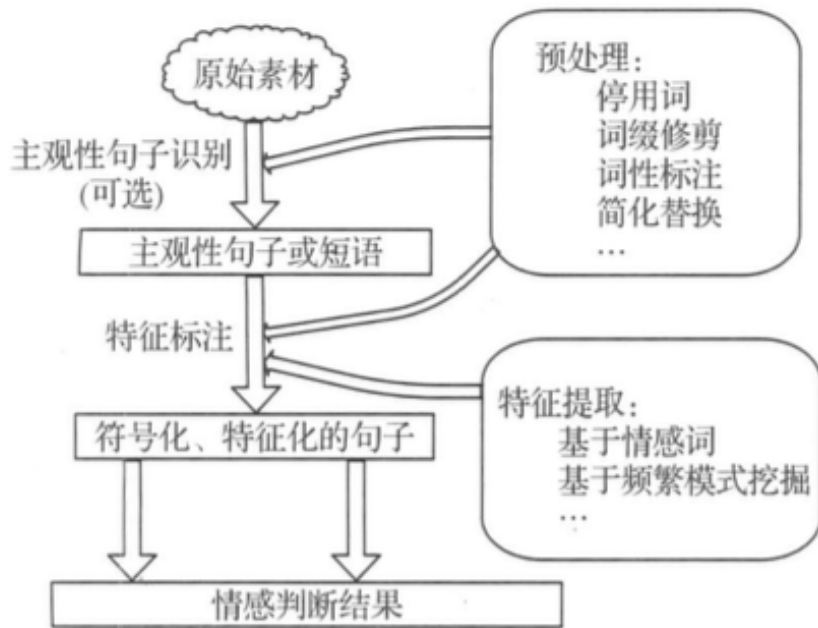 原始素材
主观性句子识别
(可选)
主观性句子或短语
特征标注
符号化、特征化的句子
情感判断结果
预处理：
停用词
词缀修剪
词性标注
简化替换
…
特征提取：
基于情感词
基于频繁模式挖掘
…